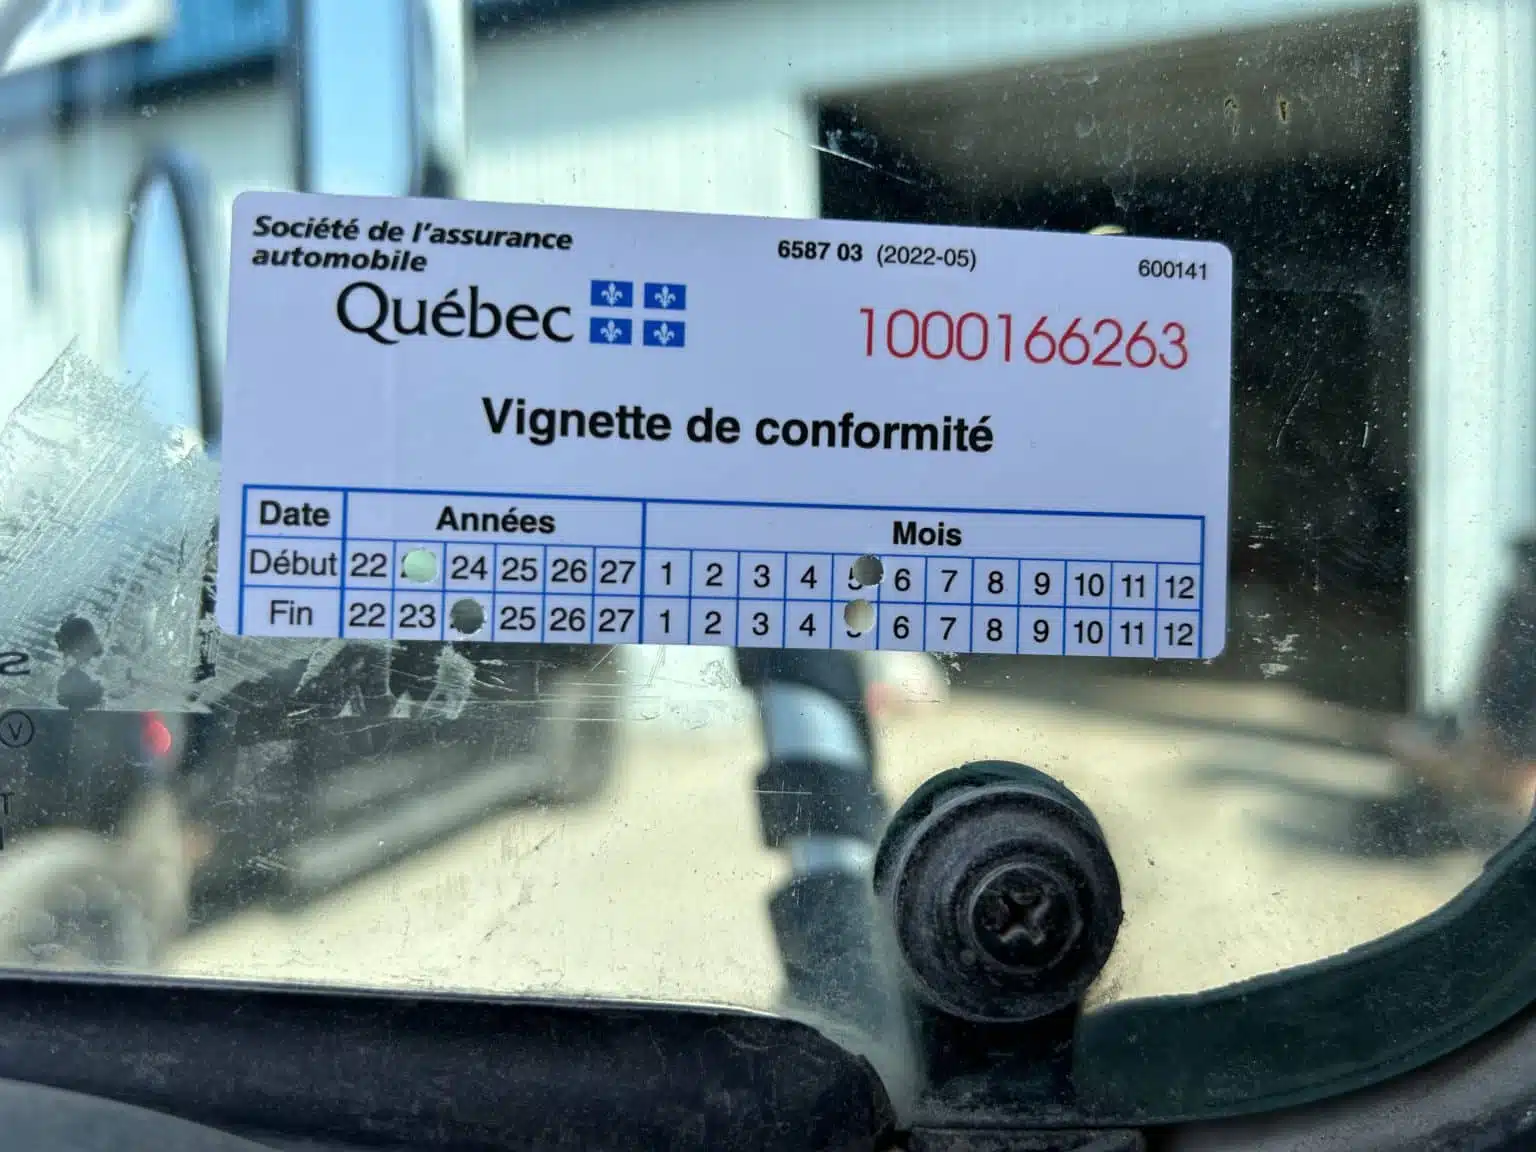 Société de l'assurance
automobile
Québec
6587 03 (2022-05)
600141
1000166263
Vignette de conformité
Date Années Mois
Début 22 24 25 26 27 1 2 3 4 5 6 7 8 9 10 11 12
Fin 22 23 25 26 27 1 2 3 4 6 7 8 9 10 11 12